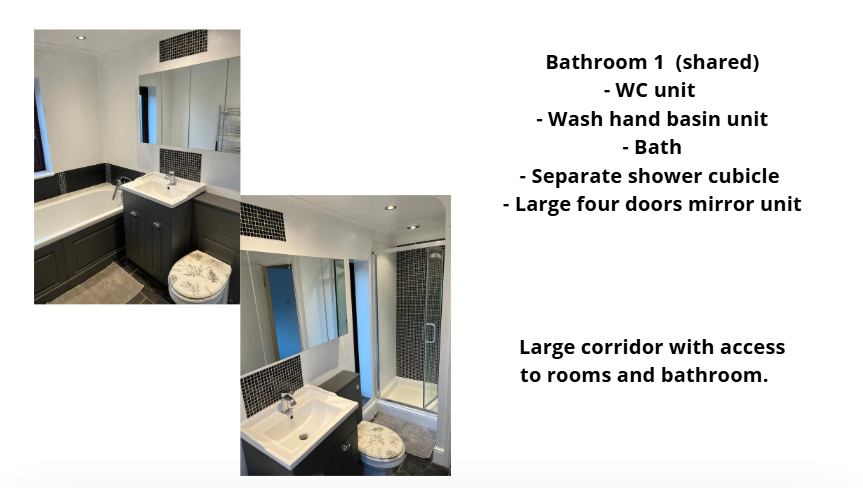 Bathroom 1  (shared)
- WC unit
- Wash hand basin unit
- Bath
- Separate shower cubicle
- Large four doors mirror unit
Large corridor with access
to rooms and bathroom.